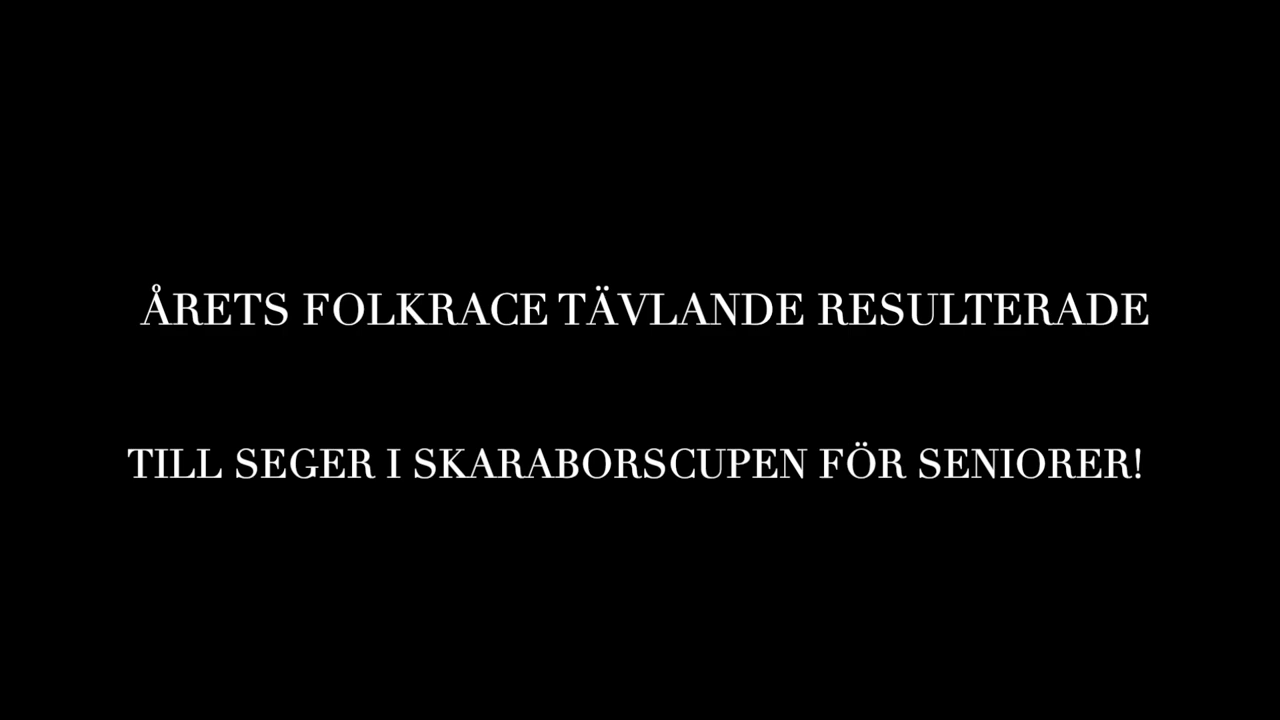 ÅRETS FOLKRACE TÄVLANDE RESULTERADE
TILL SEGER I SKARABORSCUPEN FÖR SENIORER!